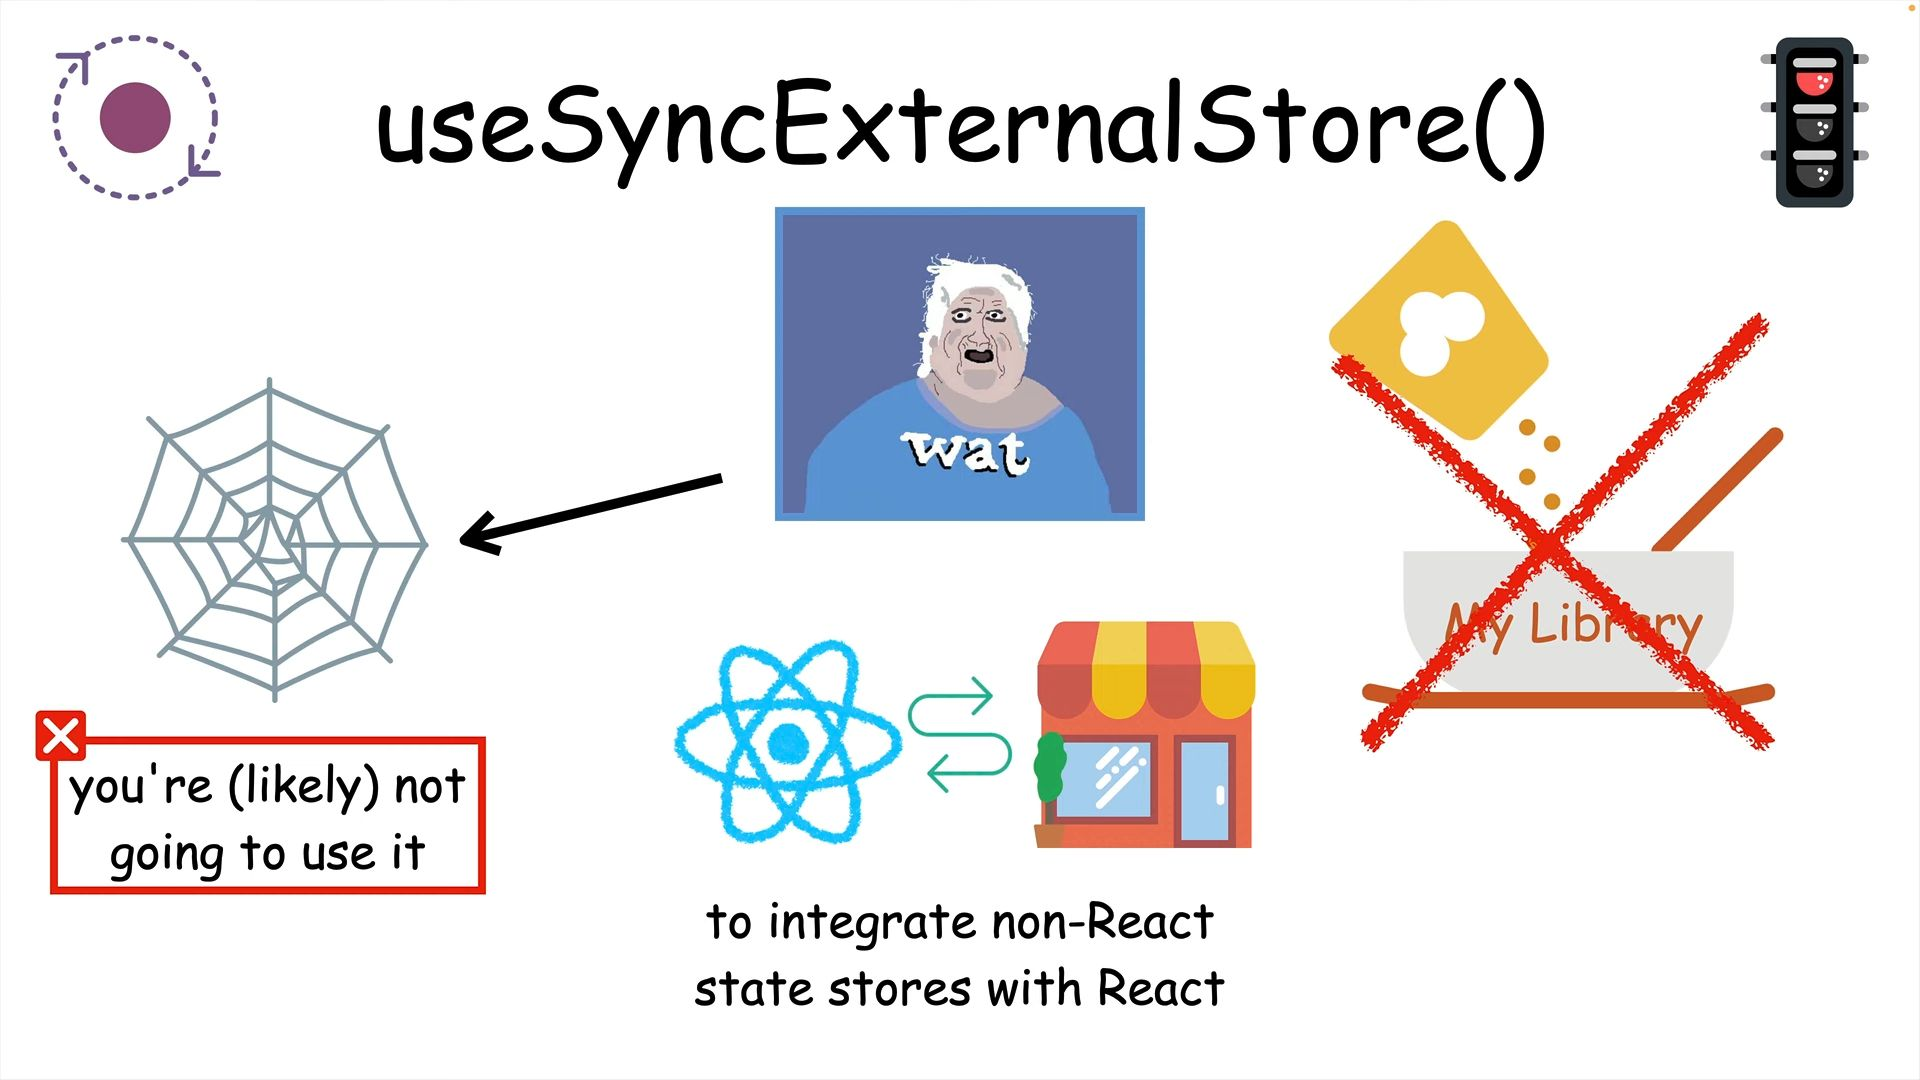 useSyncExternalStore()
wat
My Library
you're (likely) not
going to use it
to integrate non-React
state stores with React